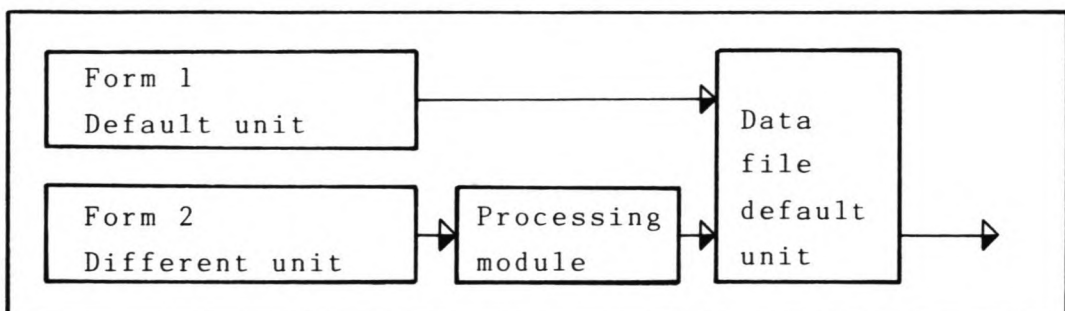 Form 1
Default unit
Form 2
Different unit
Processing
module
Data
file
default
unit